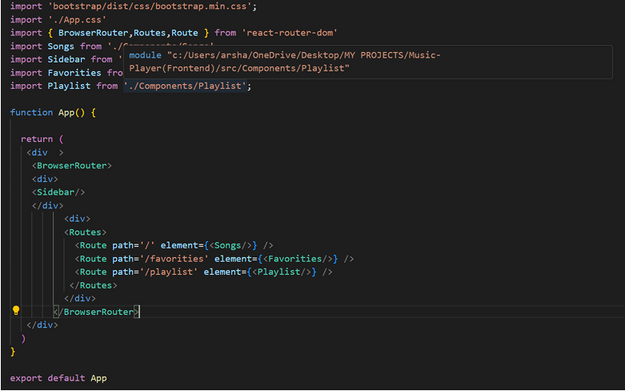 import 'bootstrap/dist/css/bootstrap.min.css';
import './App.css'
import { BrowserRouter,Routes,Route } from 'react-router-dom'
import Songs from './Components/Songs'
import Sidebar from '
module "c:/Users/arsha/OneDrive/Desktop/MY PROJECTS/Music-
Player(Frontend)/src/Components/Playlist"
import Favorities fro
import Playlist from './Components/Playlist';
function App() {
return (
<div >
<BrowserRouter>
<div>
<Sidebar/>
</div>
<div>
<Routes>
<Route path='/' element={<Songs/>} />
<Route path='/favorities' element={<Favorities/>} />
<Route path='/playlist' element={<Playlist/>} />
</Routes>
</div>
</BrowserRouter>
</div>
)
}
export default App